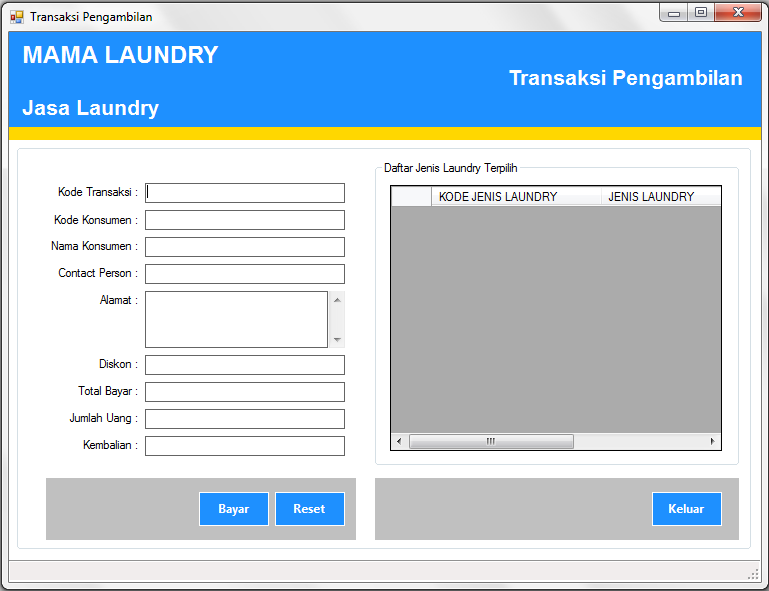 Transaksi Pengambilan
MAMA LAUNDRY
Transaksi Pengambilan
Jasa Laundry
Kode Transaksi :
Kode Konsumen :
Nama Konsumen :
Contact Person :
Alamat :
Diskon :
Total Bayar :
Jumlah Uang :
Kembalian :
Bayar
Reset
Daftar Jenis Laundry Terpilih
KODE JENIS LAUNDRY
JENIS LAUNDRY
Keluar